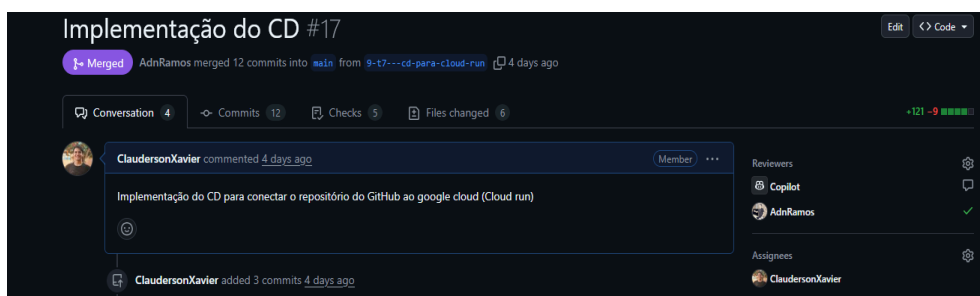 Implementação do CD #17
Edit
Code
Merged
AdnRamos merged 12 commits into main from 9-t7---cd-para-cloud-run 4 days ago
Conversation 4
Commits 12
Checks 5
Files changed 6
+121 −9
ClaudersonXavier commented 4 days ago
Member
Implementação do CD para conectar o repositório do GitHub ao google cloud (Cloud run)
ClaudersonXavier added 3 commits 4 days ago
Reviewers
Copilot
AdnRamos
Assignees
ClaudersonXavier